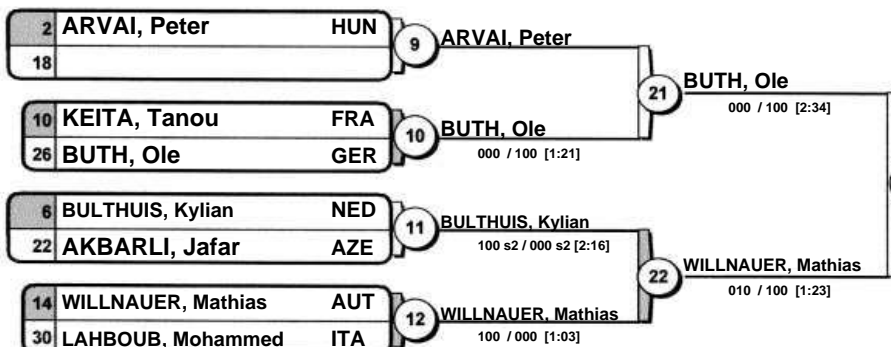 2 ARVAI, Peter HUN
18
9 ARVAI, Peter
10 KEITA, Tanou FRA
26 BUTH, Ole GER
10 BUTH, Ole
000 / 100 [1:21]
21 BUTH, Ole
000 / 100 [2:34]
6 BULTHUIS, Kylian NED
22 AKBARLI, Jafar AZE
11 BULTHUIS, Kylian
100 s2 / 000 s2 [2:16]
14 WILLNAUER, Mathias AUT
30 LAHBOUB, Mohammed ITA
12 WILLNAUER, Mathias
100 / 000 [1:03]
22 WILLNAUER, Mathias
010 / 100 [1:23]